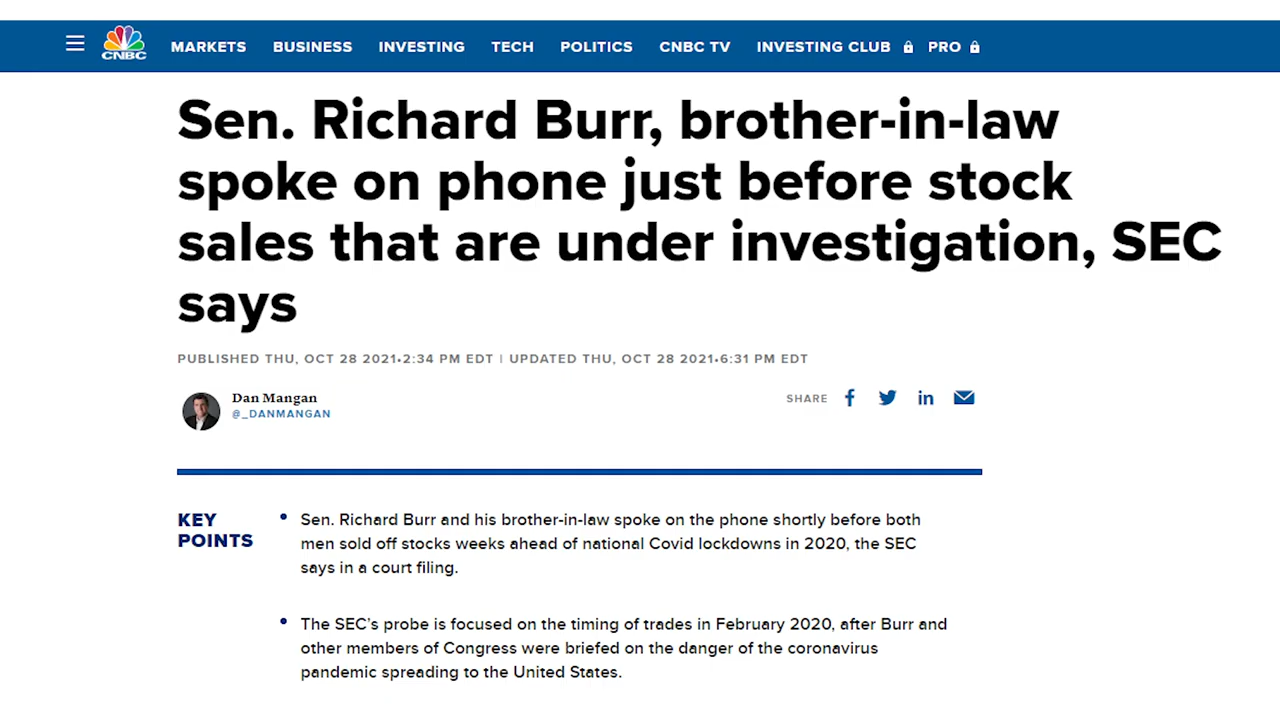 CNBC
MARKETS BUSINESS INVESTING TECH POLITICS CNBC TV INVESTING CLUB PRO
Sen. Richard Burr, brother-in-law
spoke on phone just before stock
sales that are under investigation, SEC
says
PUBLISHED THU, OCT 28 2021•2:34 PM EDT | UPDATED THU, OCT 28 2021•6:31 PM EDT
Dan Mangan
@_DANMANGAN
SHARE
KEY
POINTS
• Sen. Richard Burr and his brother-in-law spoke on the phone shortly before both
men sold off stocks weeks ahead of national Covid lockdowns in 2020, the SEC
says in a court filing.
• The SEC’s probe is focused on the timing of trades in February 2020, after Burr and
other members of Congress were briefed on the danger of the coronavirus
pandemic spreading to the United States.